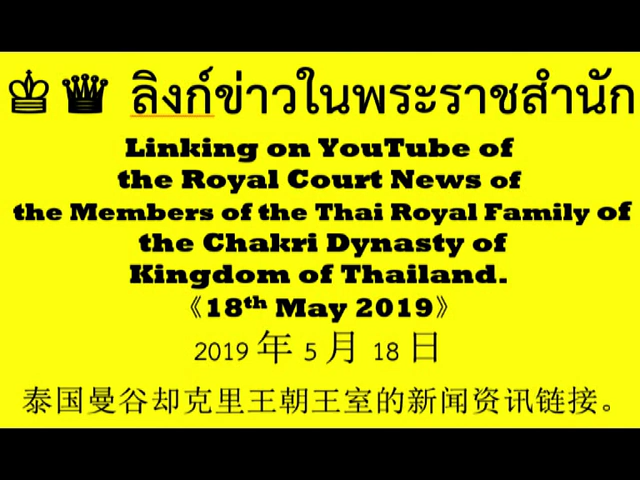 ♔♛ ลิงก์ข่าวในพระราชสำนัก
Linking on YouTube of
the Royal Court News of
the Members of the Thai Royal Family of
the Chakri Dynasty of
Kingdom of Thailand.
《18th May 2019》
2019 年 5 月 18 日
泰国曼谷却克里王朝王室的新闻资讯链接。